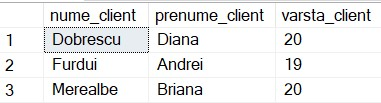 nume_client prenume_client varsta_client
1 Dobrescu Diana 20
2 Furdui Andrei 19
3 Merealbe Briana 20